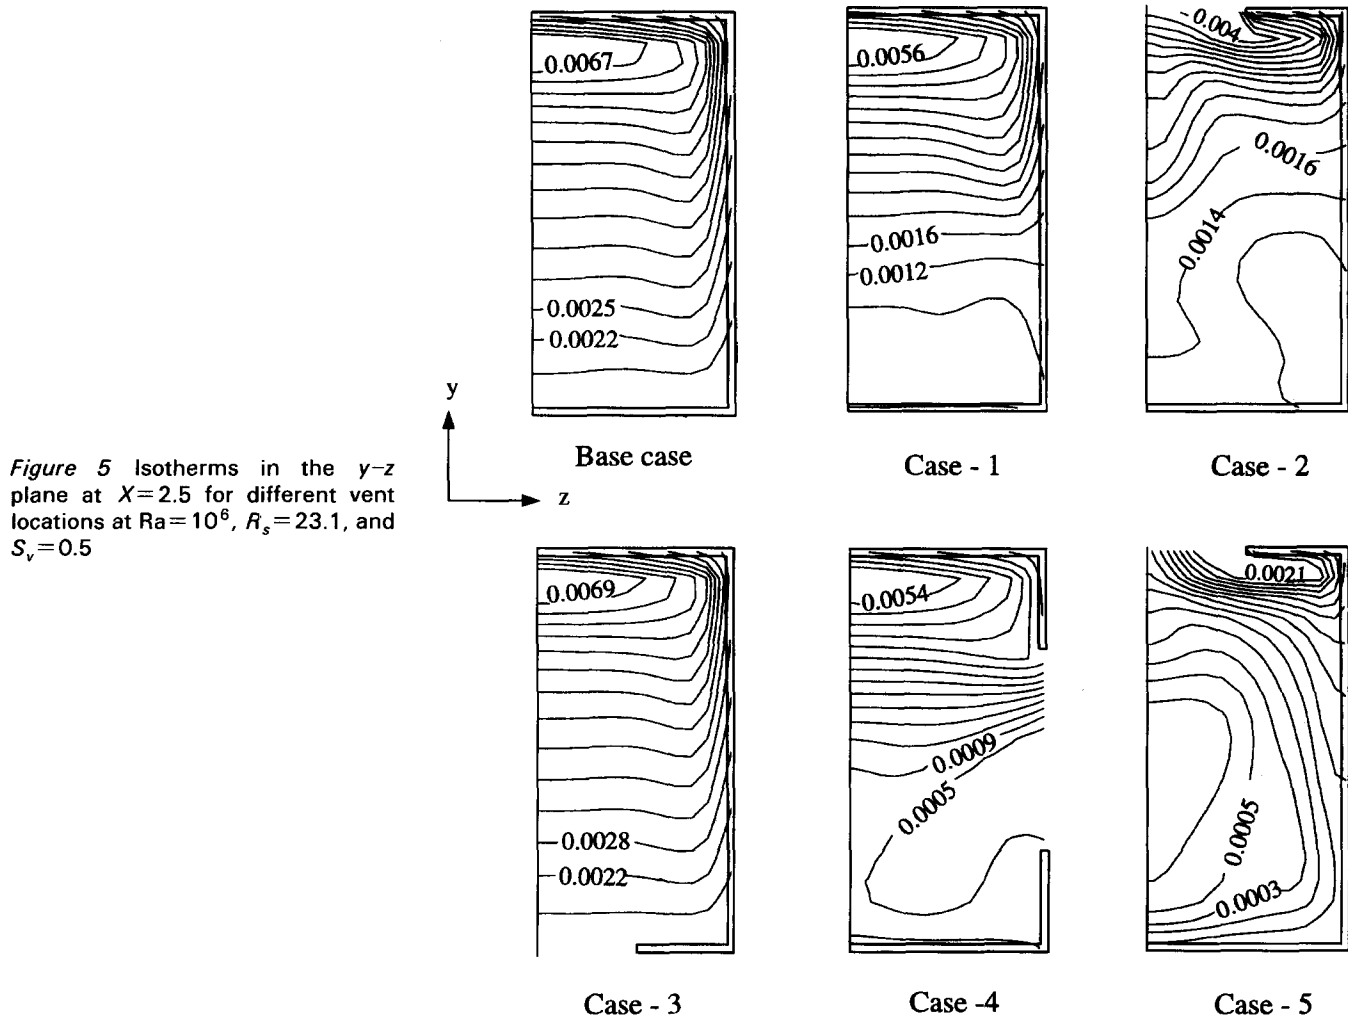 0.0067
0.0025
0.0022
Base case
0.0056
0.0016
0.0012
Case - 1
-0.004
0.0016
0.0014
Case - 2
y
z
Figure 5 Isotherms in the y–z
plane at X=2.5 for different vent
locations at Ra=10⁶, Rₛ=23.1, and
Sᵥ=0.5
0.0069
0.0028
0.0022
Case - 3
0.0054
0.0009
0.0005
Case -4
0.0021
0.0005
0.0003
Case - 5